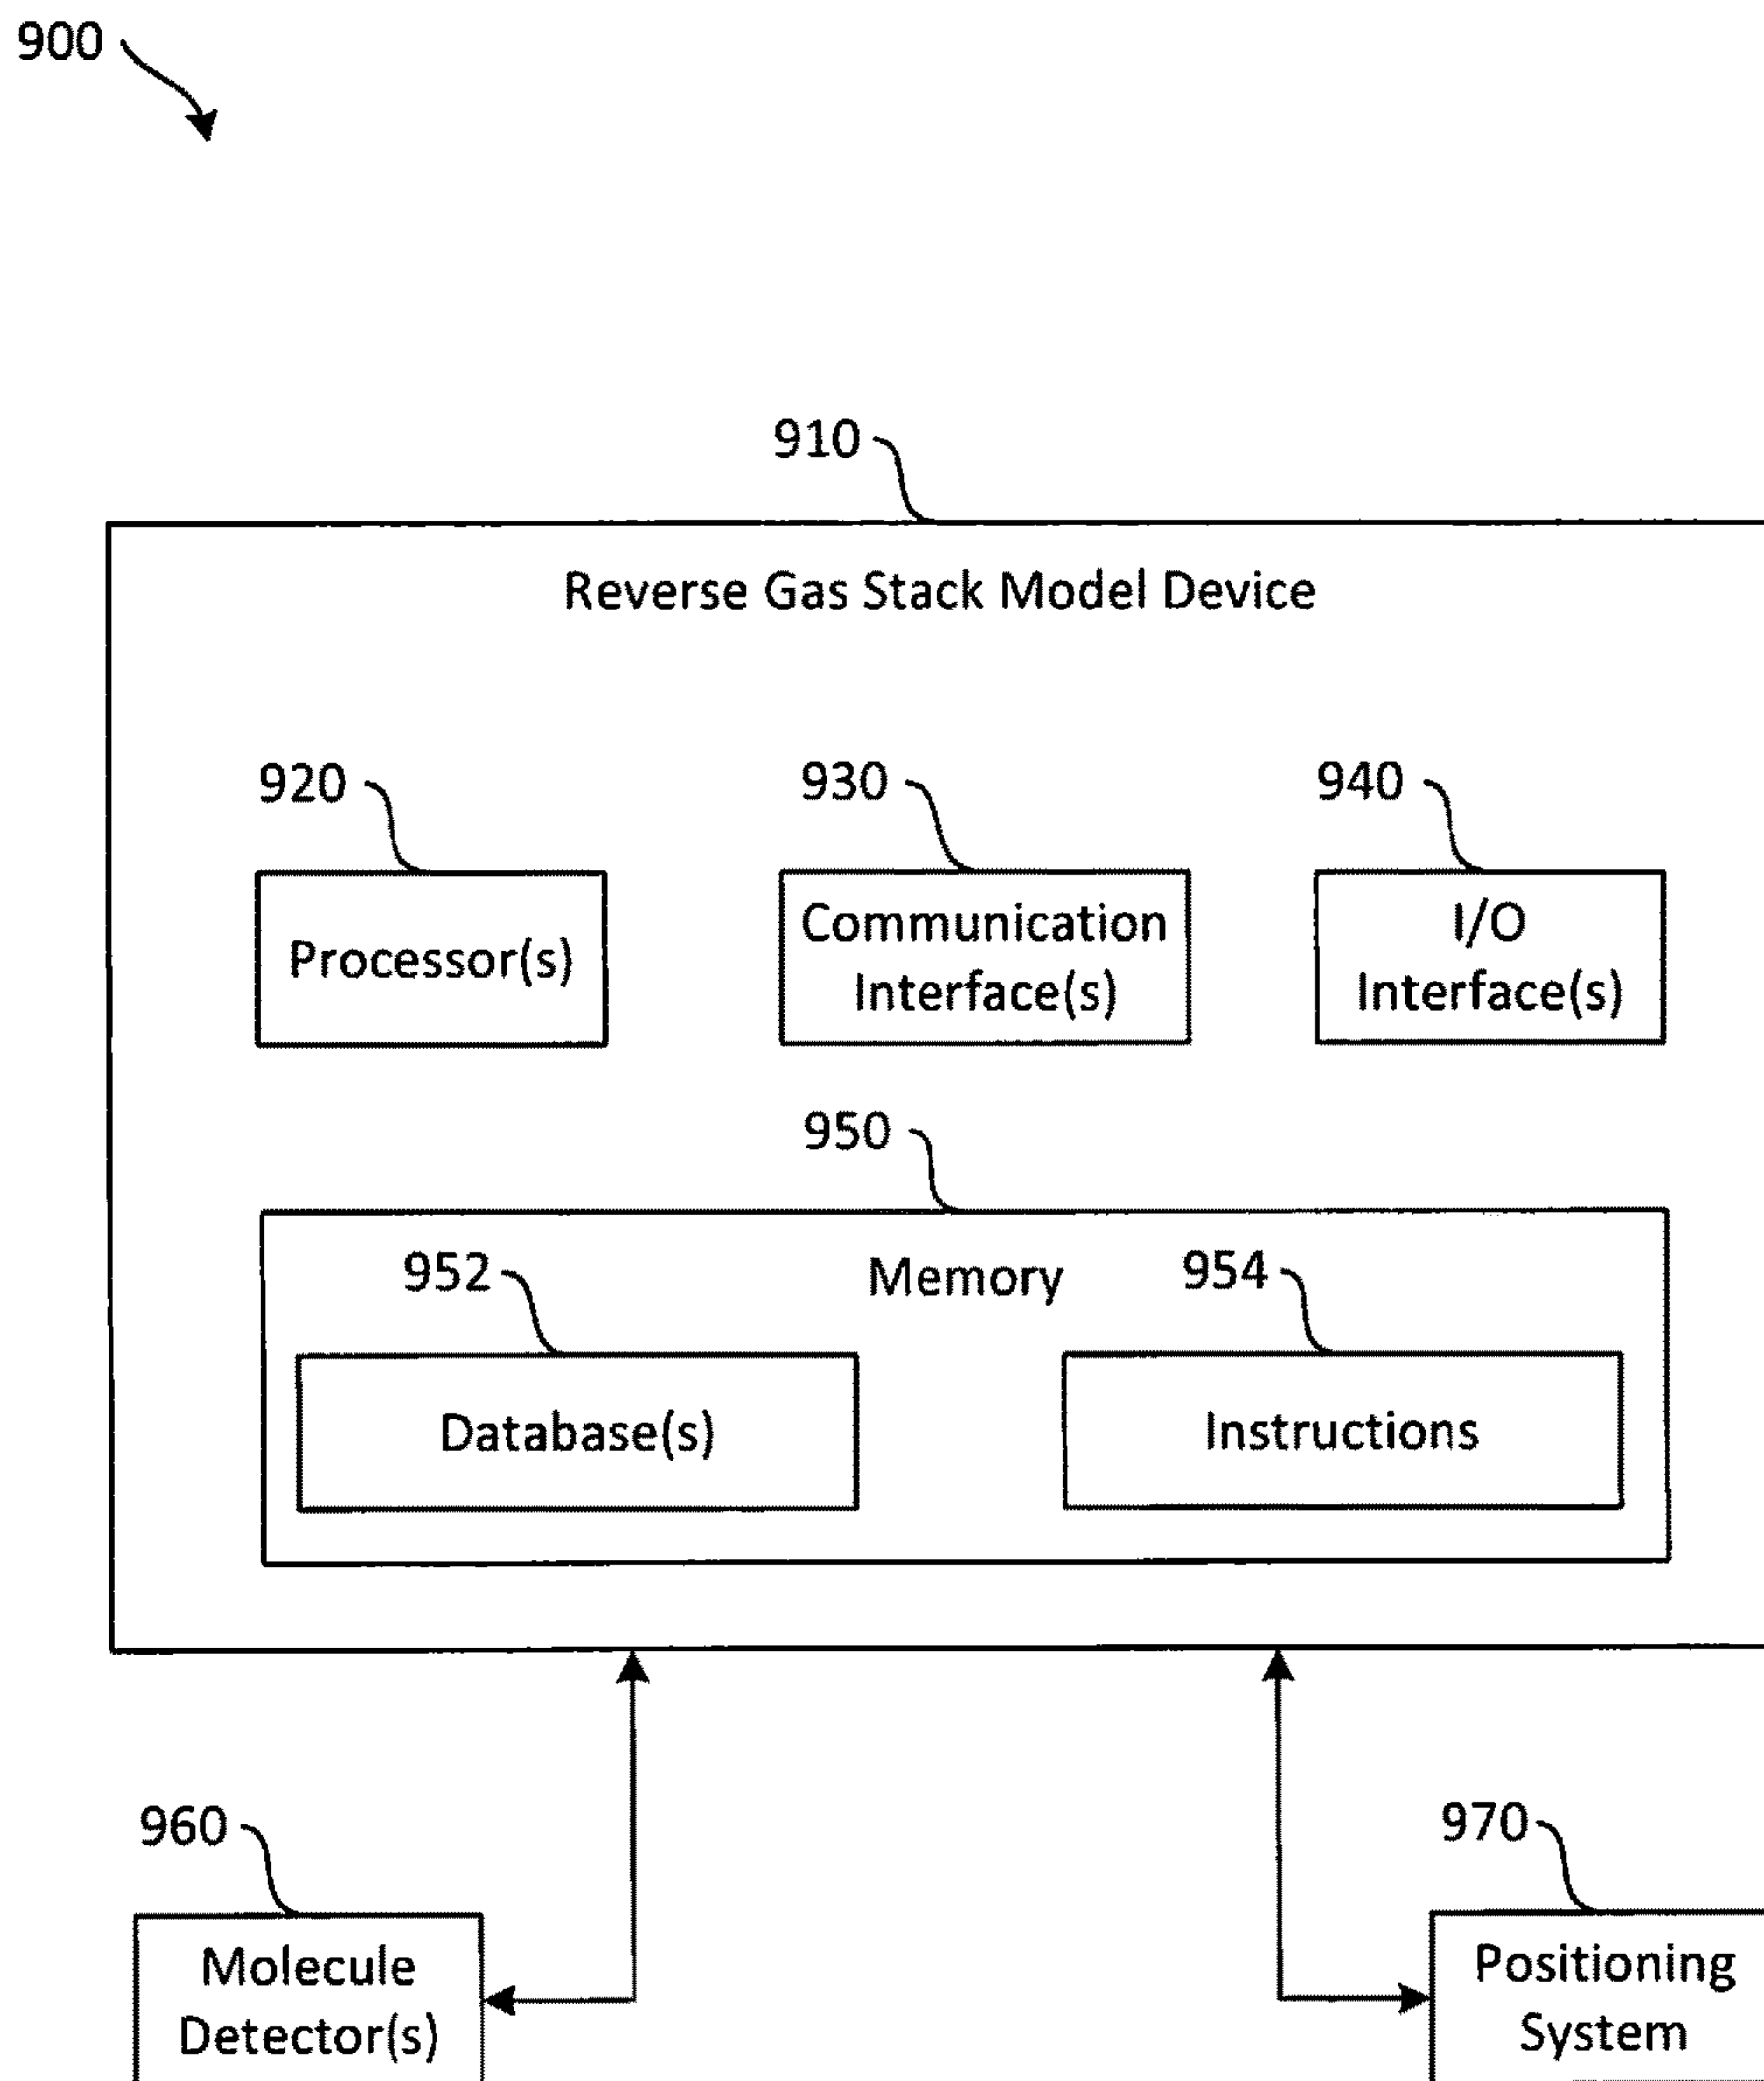 900
910
Reverse Gas Stack Model Device
920
930
940
Processor(s)
Communication
Interface(s)
I/O
Interface(s)
950
952
Memory
954
Database(s)
Instructions
960
970
Molecule
Detector(s)
Positioning
System